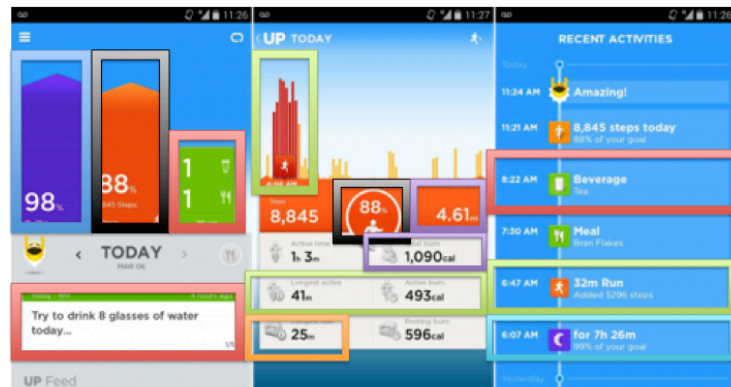 11:26
98%
88%
845 Steps
1
1
TODAY
MAR 06
Try to drink 8 glasses of water
today...
UP Feed
11:27
UP TODAY
Steps
8,845
88%
4.61mi
Active time
1h 3m
Total burn
1,090cal
Longest active
41m
Active burn
493cal
25m
Resting burn
596cal
11:26
RECENT ACTIVITIES
Today
11:24 AM Amazing!
11:21 AM 8,845 steps today
88% of your goal
8:22 AM Beverage
Tea
7:30 AM Meal
Bran Flakes
6:47 AM 32m Run
Added 5296 steps
6:07 AM for 7h 26m
99% of your goal
Yesterday